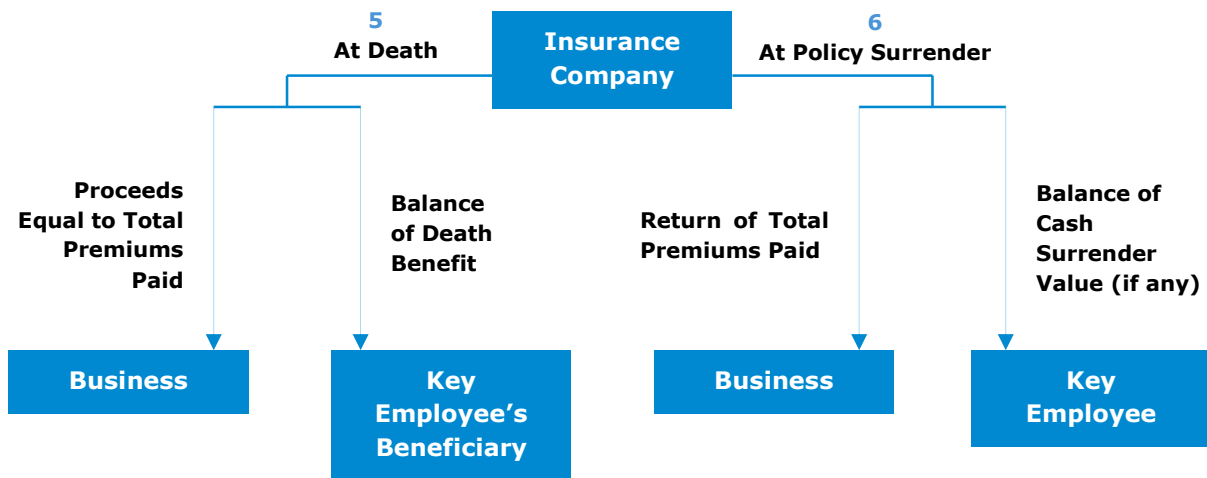 5
At Death
Insurance
Company
6
At Policy Surrender
Proceeds
Equal to Total
Premiums
Paid
Balance
of Death
Benefit
Return of Total
Premiums Paid
Balance of
Cash
Surrender
Value (if any)
Business
Key
Employee’s
Beneficiary
Business
Key
Employee